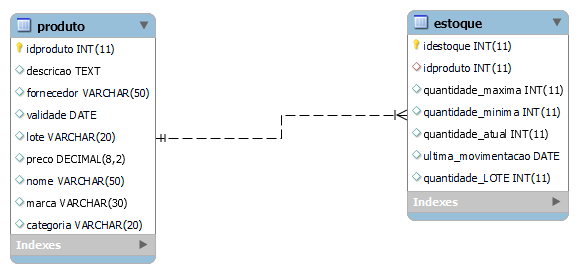 produto
idproduto INT(11)
descricao TEXT
fornecedor VARCHAR(50)
validade DATE
lote VARCHAR(20)
preco DECIMAL(8,2)
nome VARCHAR(50)
marca VARCHAR(30)
categoria VARCHAR(20)
Indexes
estoque
idestoque INT(11)
idproduto INT(11)
quantidade_maxima INT(11)
quantidade_minima INT(11)
quantidade_atual INT(11)
ultima_movimentacao DATE
quantidade_LOTE INT(11)
Indexes